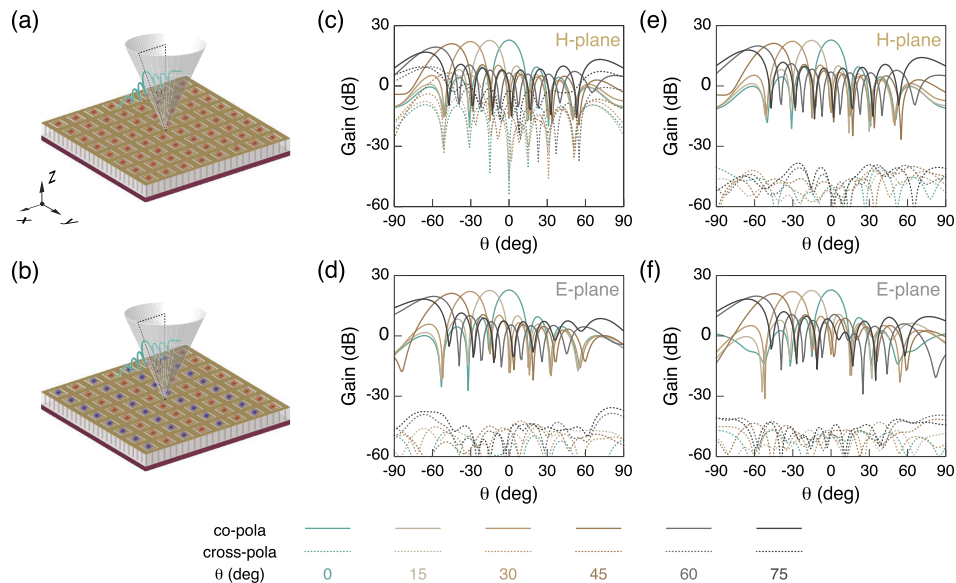 (a)
z
x
y
(b)
(c)
H-plane
Gain (dB)
30
0
-30
-60
-90 -60 -30 0 30 60 90
θ (deg)
(d)
E-plane
Gain (dB)
30
0
-30
-60
-90 -60 -30 0 30 60 90
θ (deg)
(e)
H-plane
Gain (dB)
30
0
-30
-60
-90 -60 -30 0 30 60 90
θ (deg)
(f)
E-plane
Gain (dB)
30
0
-30
-60
-90 -60 -30 0 30 60 90
θ (deg)
co-pola
cross-pola
θ (deg) 0 15 30 45 60 75